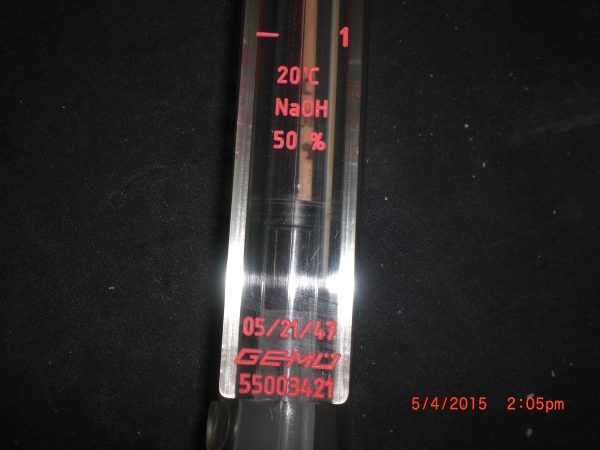 — 1
20°C
NaOH
50 %
05/21/47
GEMÜ
55003421
5/4/2015 2:05pm